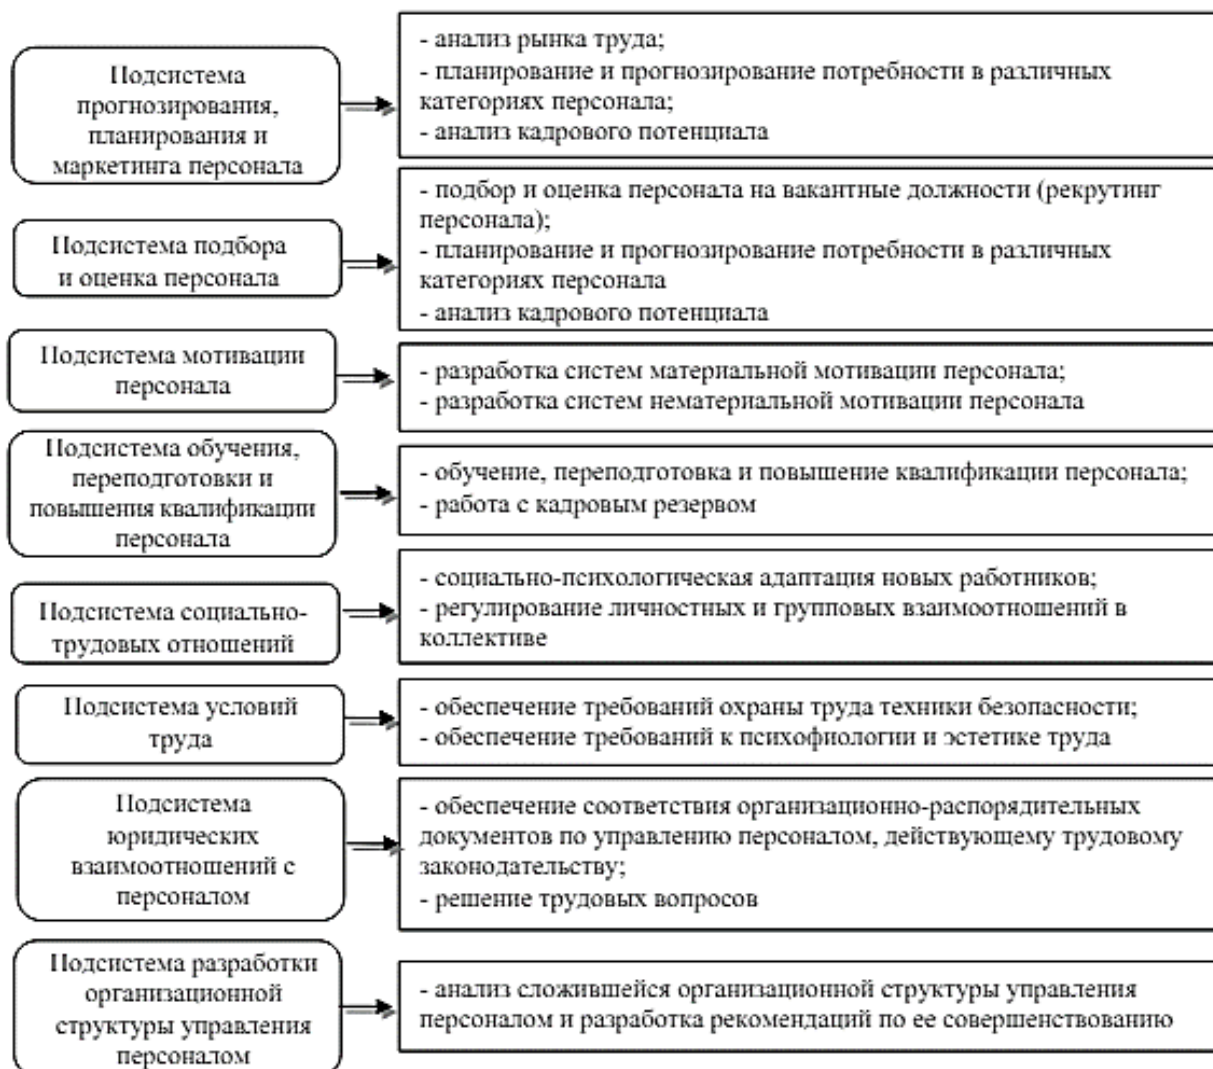 Подсистема
прогнозирования,
планирования и
маркетинга персонала
- анализ рынка труда;
- планирование и прогнозирование потребности в различных
категориях персонала;
- анализ кадрового потенциала
Подсистема подбора
и оценка персонала
- подбор и оценка персонала на вакантные должности (рекрутинг
персонала);
- планирование и прогнозирование потребности в различных
категориях персонала
- анализ кадрового потенциала
Подсистема мотивации
персонала
- разработка систем материальной мотивации персонала;
- разработка систем нематериальной мотивации персонала
Подсистема обучения,
переподготовки и
повышения квалификации
персонала
- обучение, переподготовка и повышение квалификации персонала;
- работа с кадровым резервом
Подсистема социально-
трудовых отношений
- социально-психологическая адаптация новых работников;
- регулирование личностных и групповых взаимоотношений в
коллективе
Подсистема условий
труда
- обеспечение требований охраны труда техники безопасности;
- обеспечение требований к психофиологии и эстетике труда
Подсистема
юридических
взаимоотношений с
персоналом
- обеспечение соответствия организационно-распорядительных
документов по управлению персоналом, действующему трудовому
законодательству;
- решение трудовых вопросов
Подсистема разработки
организационной
структуры управления
персоналом
- анализ сложившейся организационной структуры управления
персоналом и разработка рекомендаций по ее совершенствованию